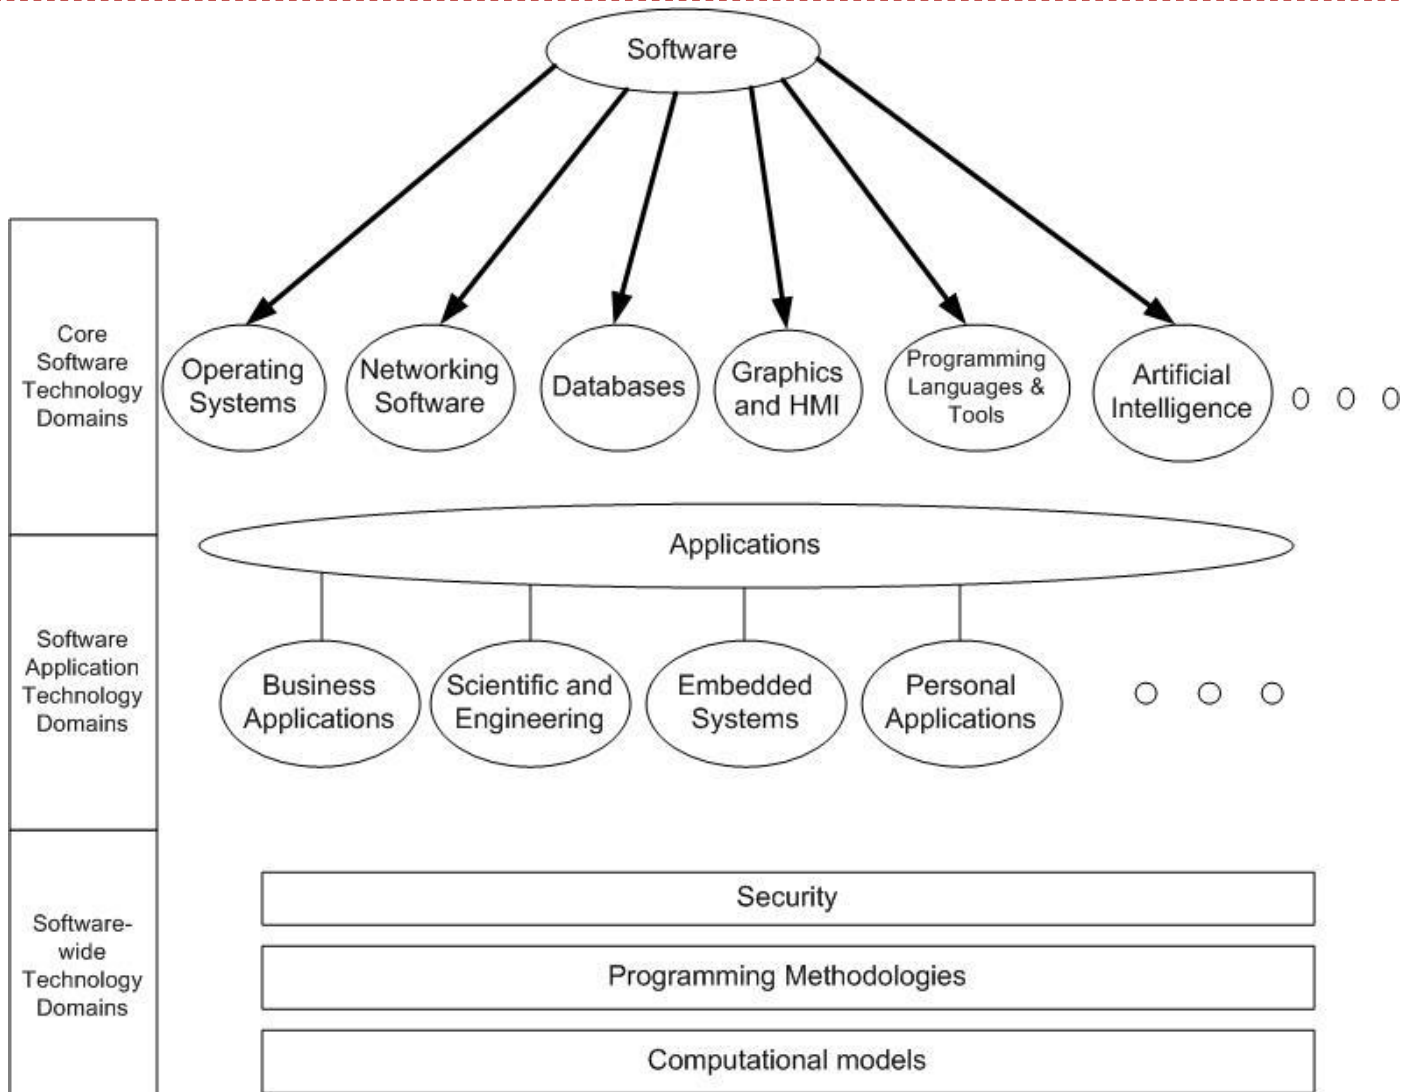 Software
Core
Software
Technology
Domains
Operating
Systems
Networking
Software
Databases
Graphics
and HMI
Programming
Languages &
Tools
Artificial
Intelligence
Applications
Software
Application
Technology
Domains
Business
Applications
Scientific and
Engineering
Embedded
Systems
Personal
Applications
Software-
wide
Technology
Domains
Security
Programming Methodologies
Computational models